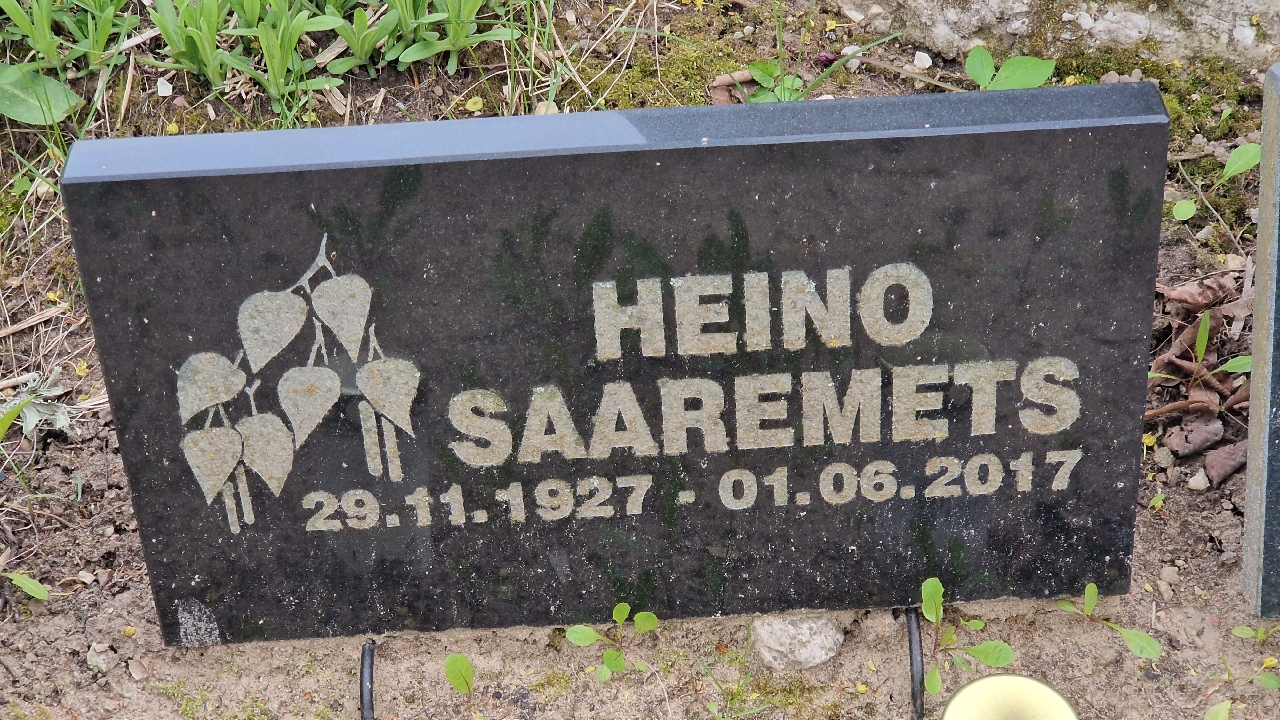 HEINO
SAAREMETS
29.11.1927 - 01.06.2017